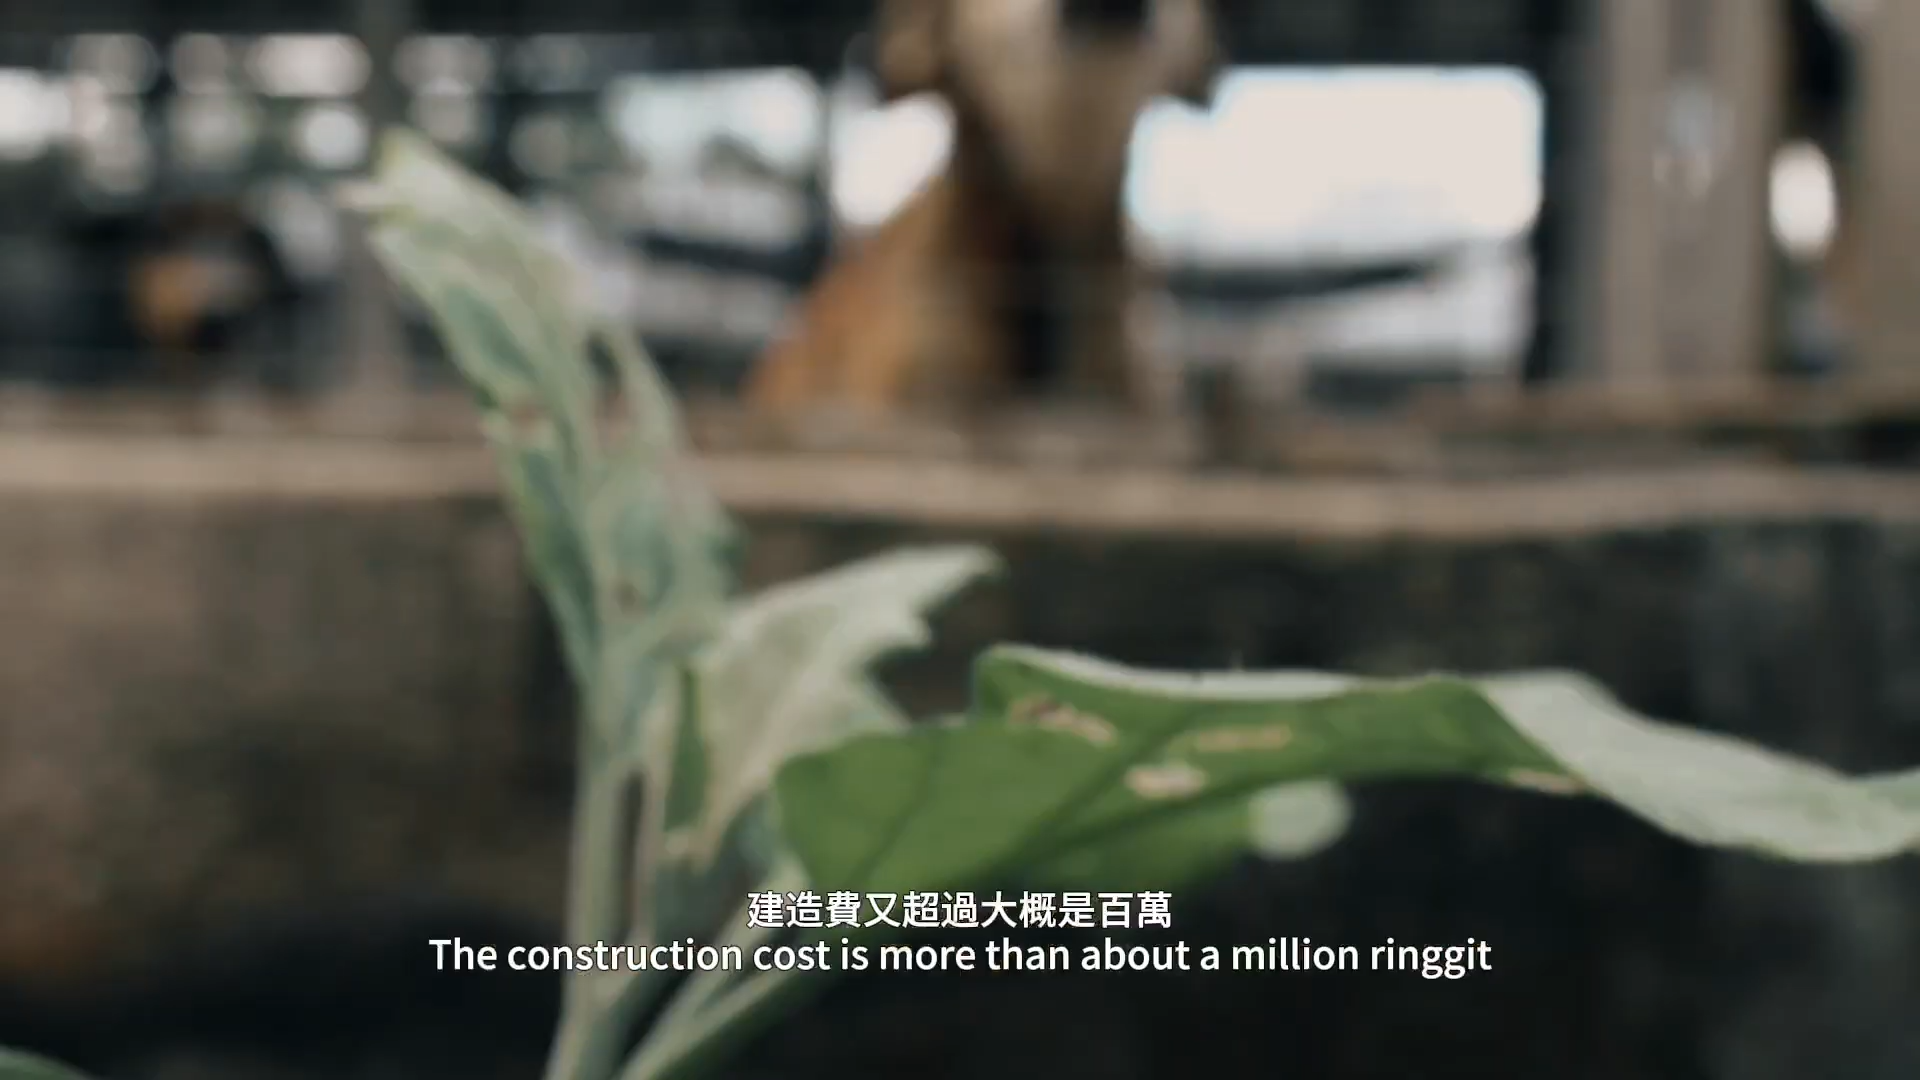 建造費又超過大概是百萬
The construction cost is more than about a million ringgit